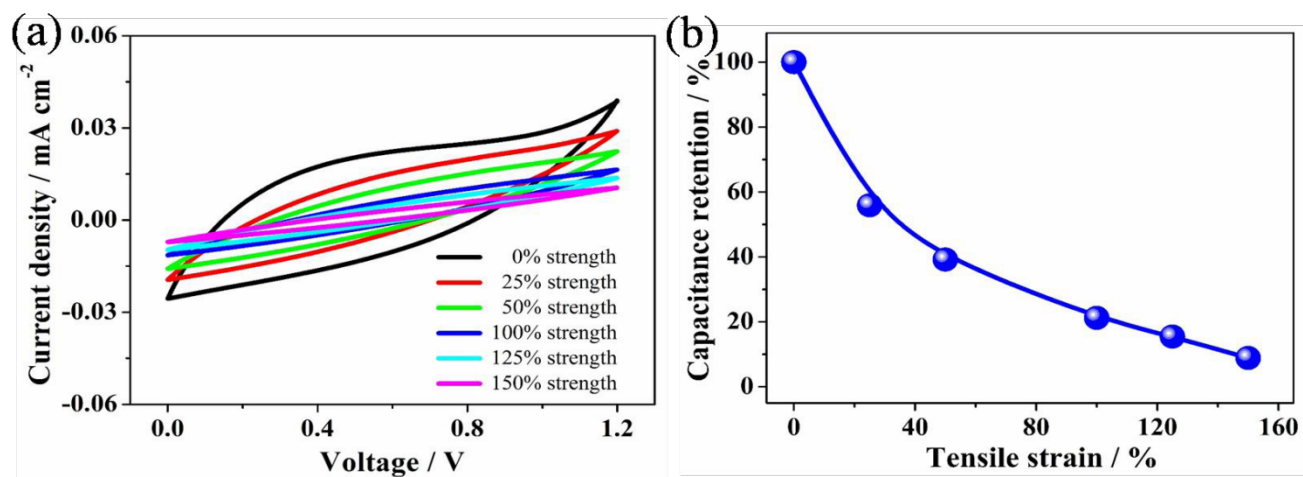 (a)
0.06
0.03
0.00
-0.03
-0.06
Current density / mA cm⁻²
0% strength
25% strength
50% strength
100% strength
125% strength
150% strength
0.0 0.4 0.8 1.2
Voltage / V
(b)
100
80
60
40
20
0
Capacitance retention / %
0 40 80 120 160
Tensile strain / %